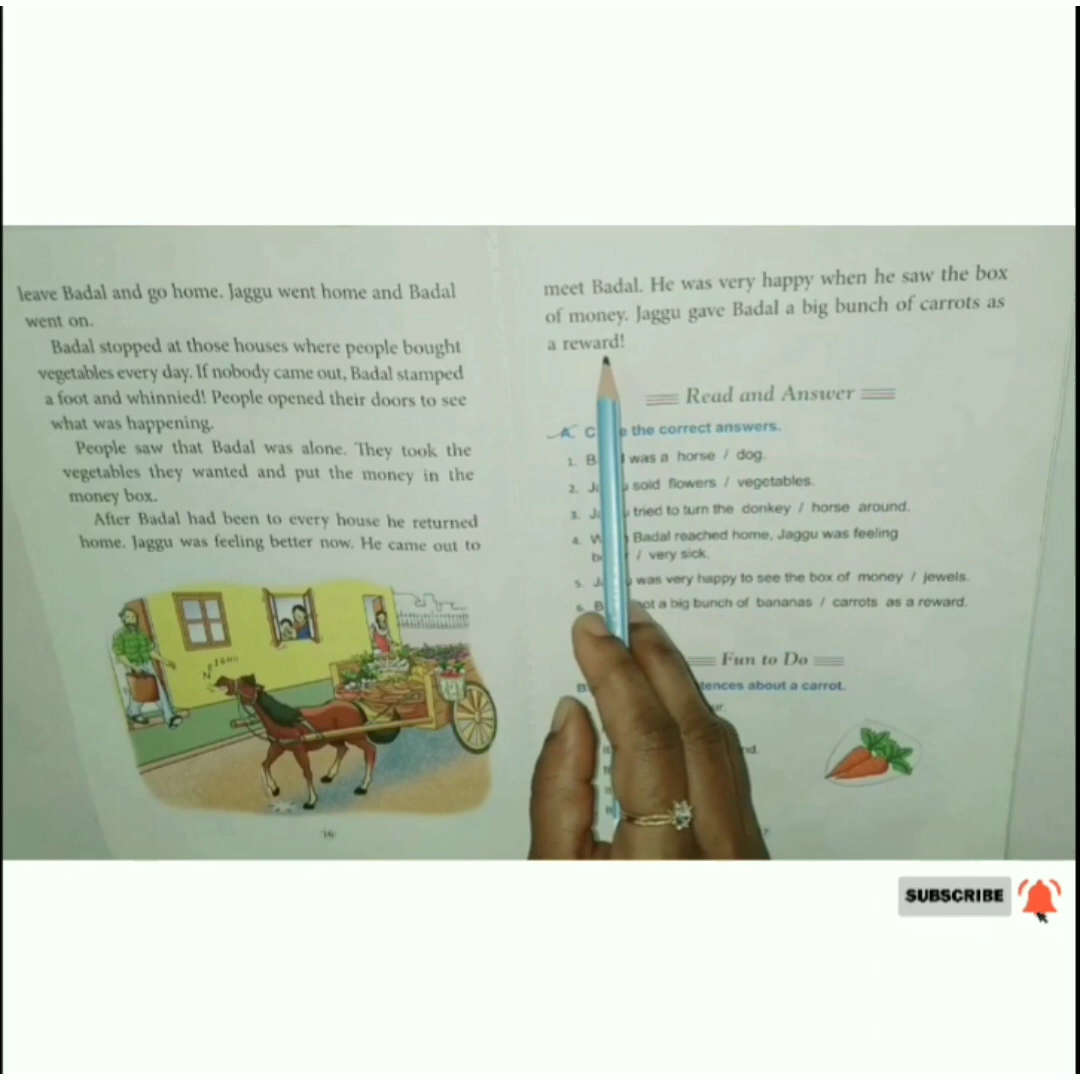 leave Badal and go home. Jaggu went home and Badal
went on.
Badal stopped at those houses where people bought
vegetables every day. If nobody came out, Badal stamped
a foot and whinnied! People opened their doors to see
what was happening.
People saw that Badal was alone. They took the
vegetables they wanted and put the money in the
money box.
After Badal had been to every house he returned
home. Jaggu was feeling better now. He came out to
meet Badal. He was very happy when he saw the box
of money. Jaggu gave Badal a big bunch of carrots as
a reward!
Read and Answer
A. the correct answers.
1. was a horse / dog.
2. sold flowers / vegetables.
3. tried to turn the donkey / horse around.
4. Badal reached home, Jaggu was feeling
/ very sick.
5. was very happy to see the box of money / jewels.
6. a big bunch of bananas / carrots as a reward.
Fun to Do
about a carrot.
SUBSCRIBE